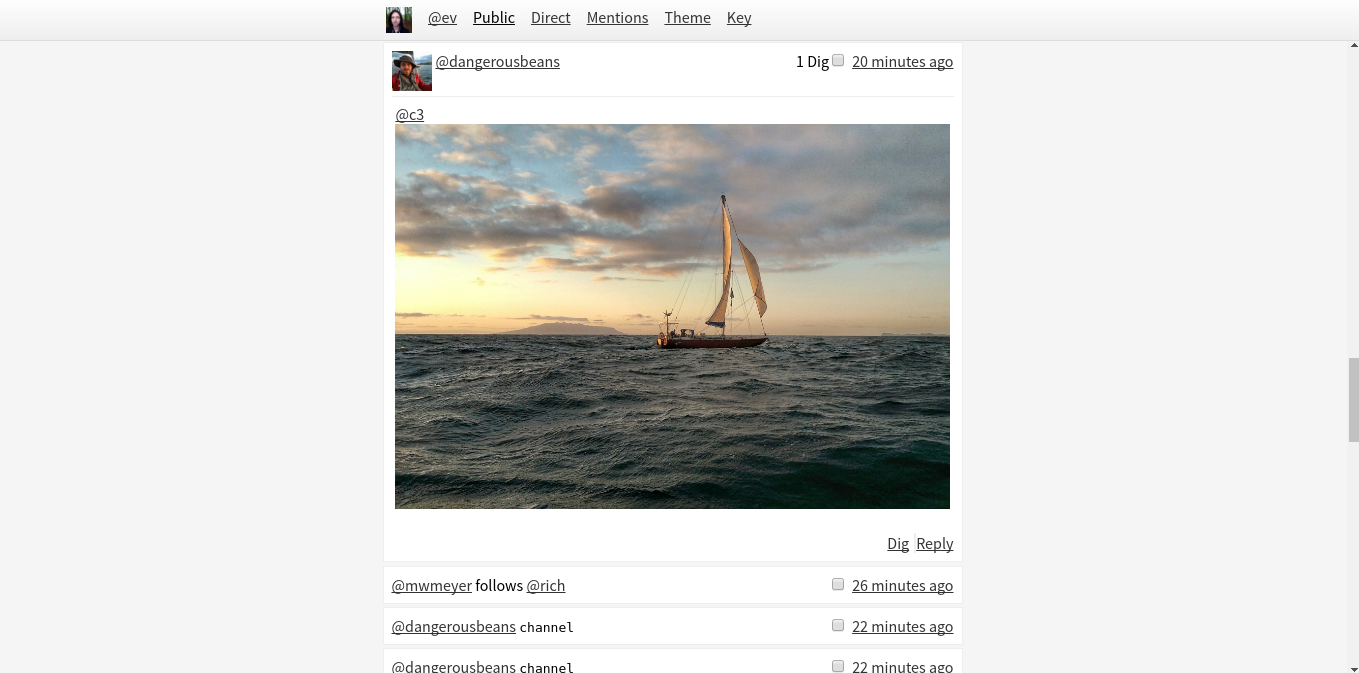 @ev Public Direct Mentions Theme Key
@dangerousbeans 1 Dig 20 minutes ago
@c3
Dig Reply
@mwmeyer follows @rich 26 minutes ago
@dangerousbeans channel 22 minutes ago
@dangerousbeans channel 22 minutes ago